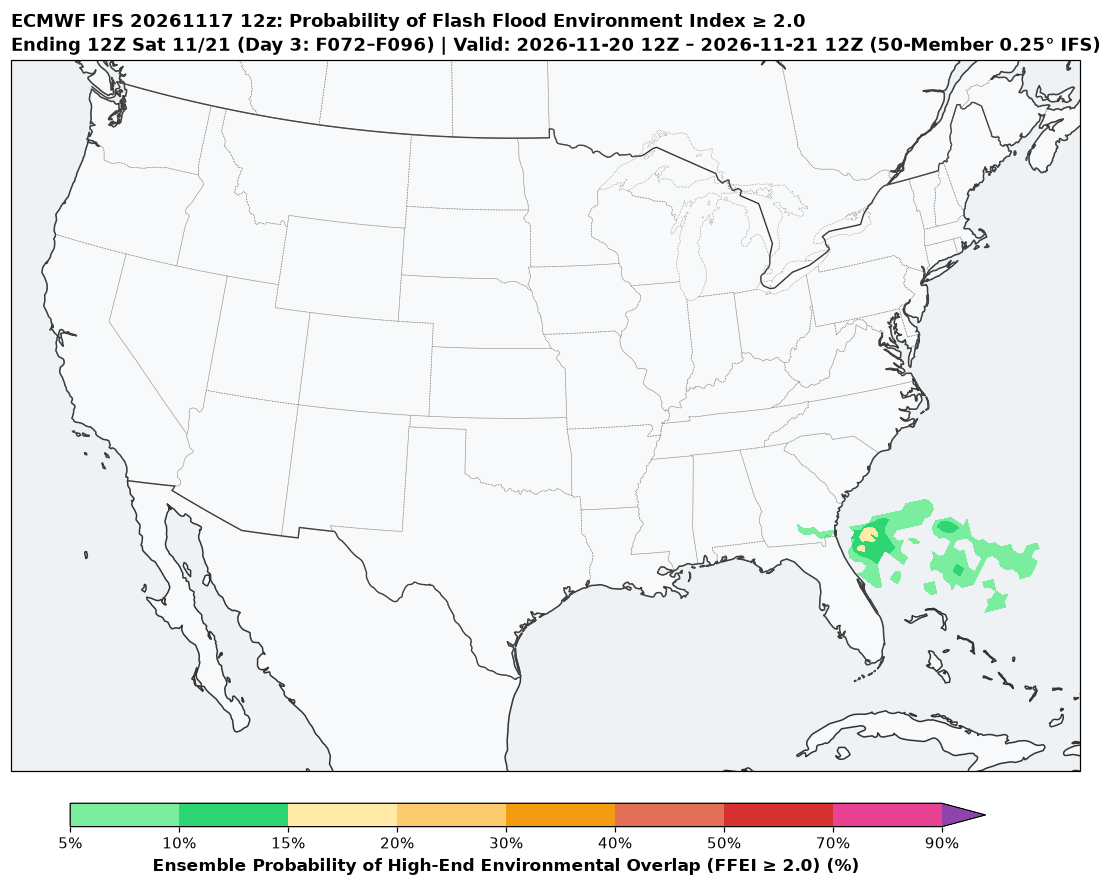 ECMWF IFS 20261117 12z: Probability of Flash Flood Environment Index ≥ 2.0
Ending 12Z Sat 11/21 (Day 3: F072–F096) | Valid: 2026-11-20 12Z – 2026-11-21 12Z (50-Member 0.25° IFS)
5% 10% 15% 20% 30% 40% 50% 70% 90%
Ensemble Probability of High-End Environmental Overlap (FFEI ≥ 2.0) (%)